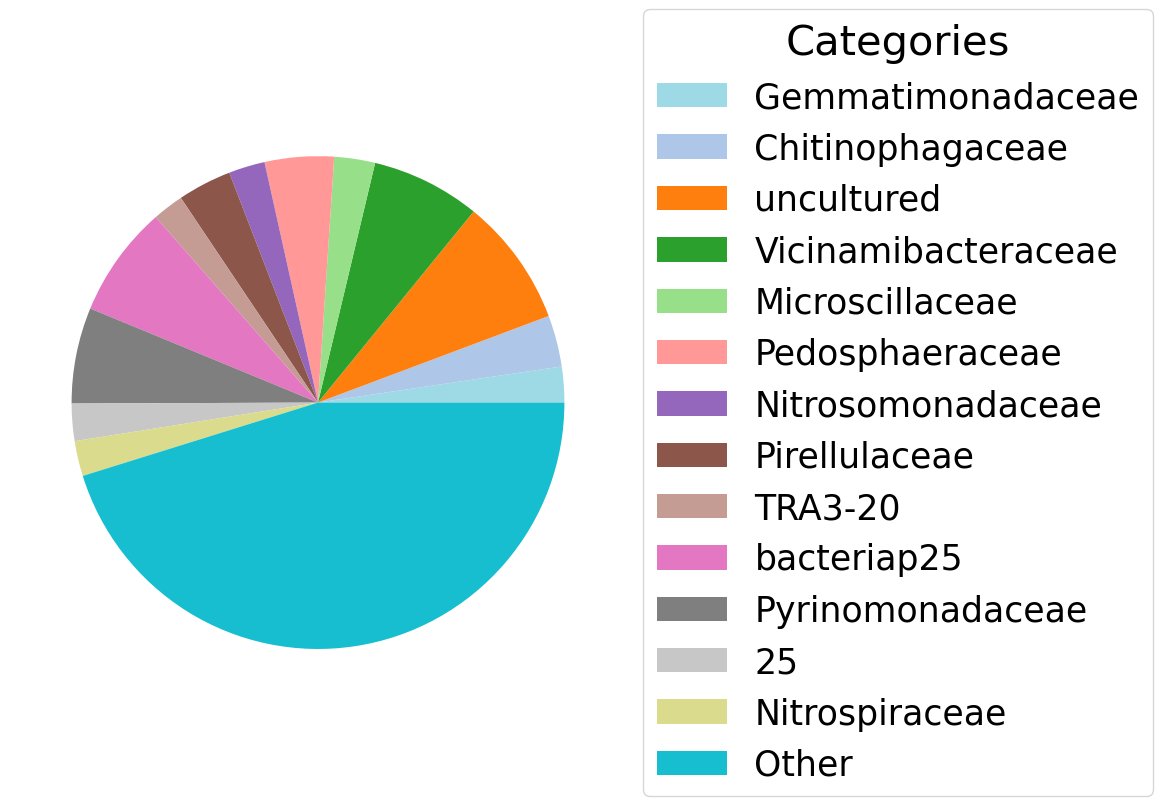 Categories
Gemmatimonadaceae
Chitinophagaceae
uncultured
Vicinamibacteraceae
Microscillaceae
Pedosphaeraceae
Nitrosomonadaceae
Pirellulaceae
TRA3-20
bacteriap25
Pyrinomonadaceae
25
Nitrospiraceae
Other